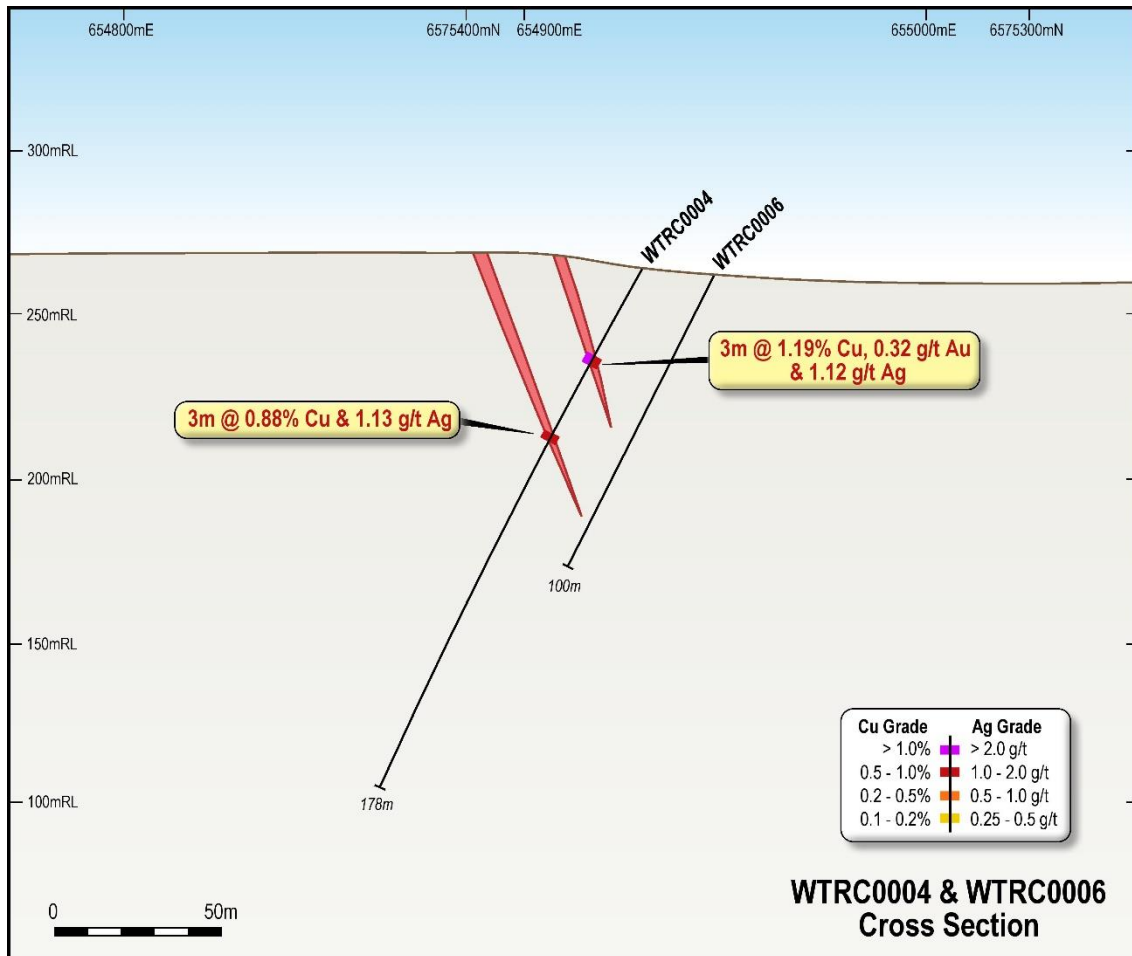 654800mE
6575400mN
654900mE
655000mE
6575300mN
300mRL
WTRC0004
WTRC0006
250mRL
3m @ 1.19% Cu, 0.32 g/t Au
& 1.12 g/t Ag
3m @ 0.88% Cu & 1.13 g/t Ag
200mRL
100m
150mRL
178m
100mRL
Cu Grade Ag Grade
> 1.0% > 2.0 g/t
0.5 - 1.0% 1.0 - 2.0 g/t
0.2 - 0.5% 0.5 - 1.0 g/t
0.1 - 0.2% 0.25 - 0.5 g/t
WTRC0004 & WTRC0006
Cross Section
0 50m